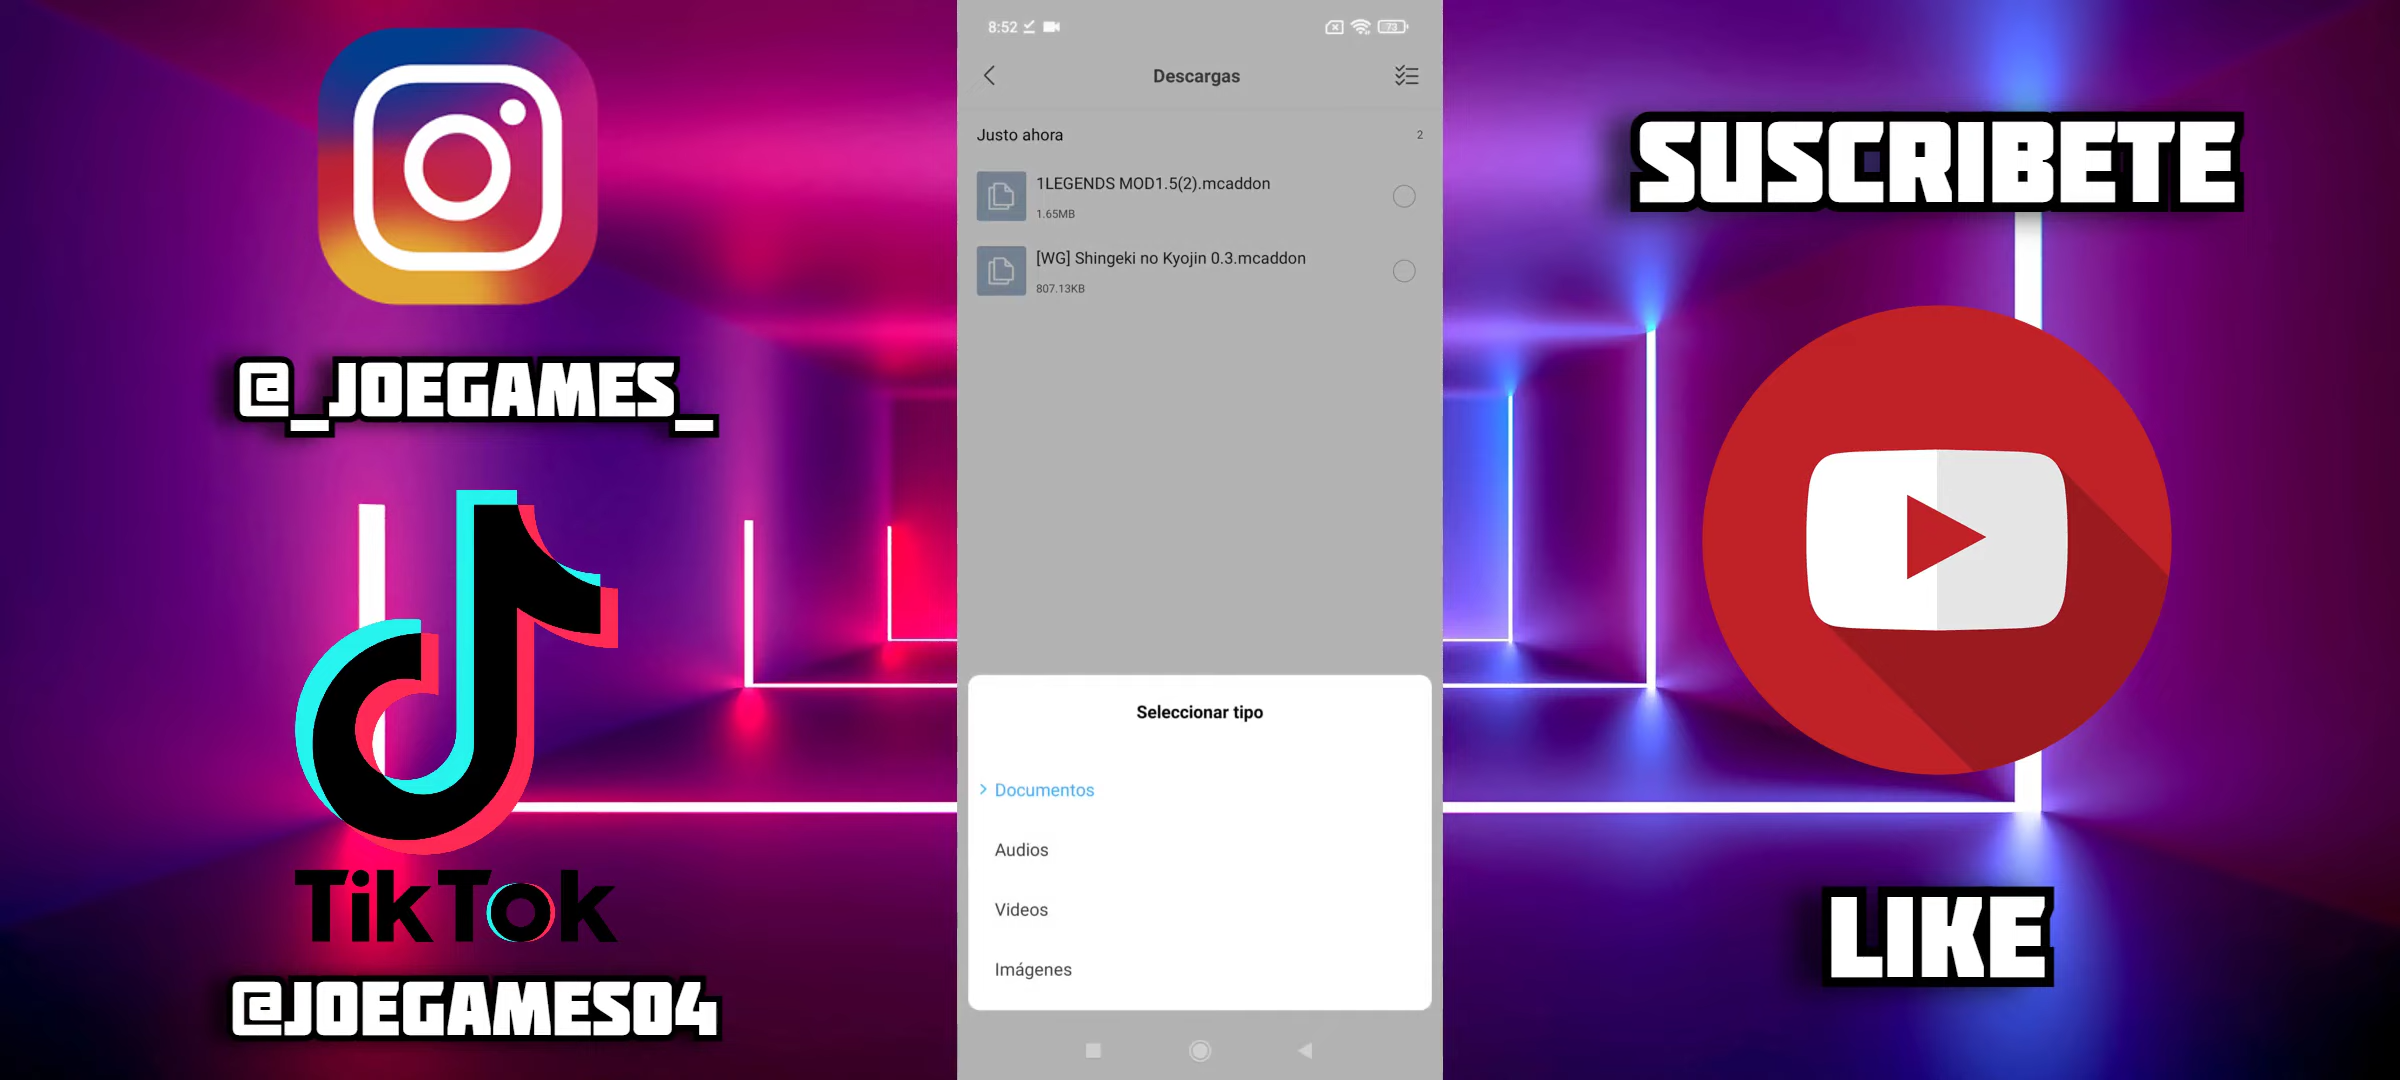 @_JOEGAMES_
TikTok
@JOEGAMES04
8:52
73
Descargas
Justo ahora
2
1LEGENDS MOD1.5(2).mcaddon
1.65MB
[WG] Shingeki no Kyojin 0.3.mcaddon
807.13KB
Seleccionar tipo
Documentos
Audios
Videos
Imágenes
SUSCRIBETE
LIKE